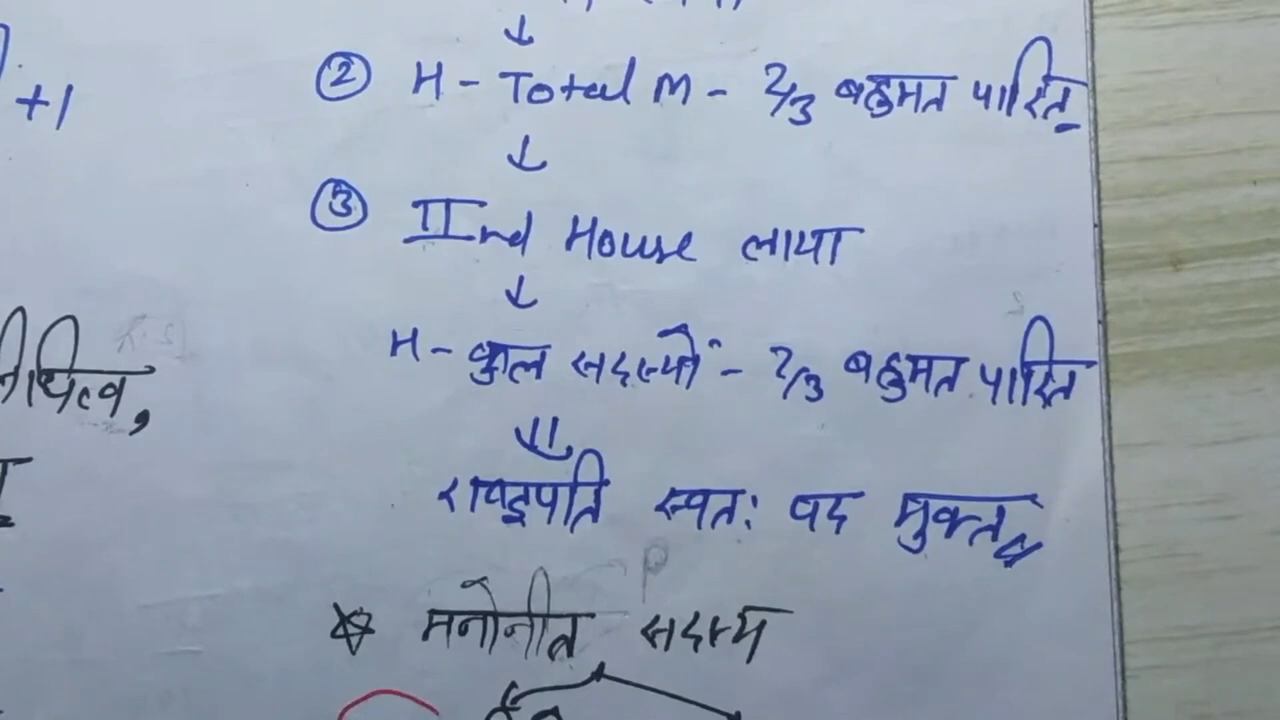 +1
↓
② H - Total M - 2/3 बहुमत पारित
↓
③ IInd House लाया
↓
H - कुल सदस्यों - 2/3 बहुमत पारित
⇓
राष्ट्रपति स्वतः पद मुक्त
* मनोनीत सदस्य